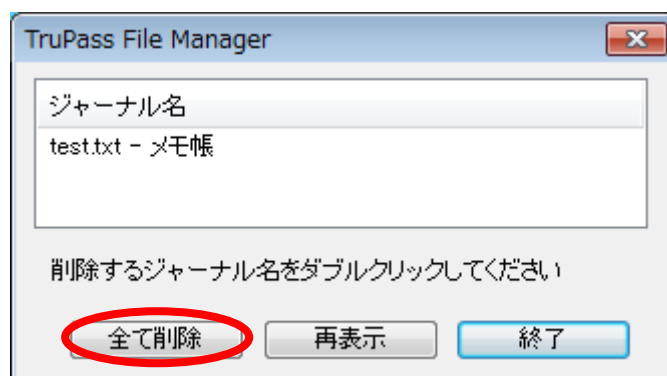 TruPass File Manager
ジャーナル名
test.txt - メモ帳
削除するジャーナル名をダブルクリックしてください
全て削除 再表示 終了